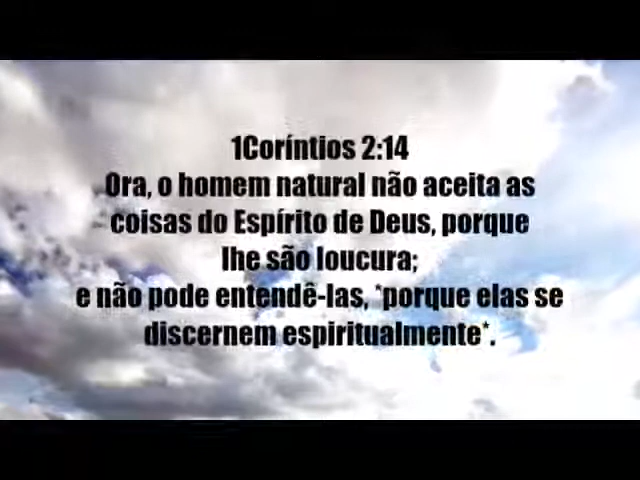 1Coríntios 2:14
Ora, o homem natural não aceita as
coisas do Espírito de Deus, porque
lhe são loucura;
e não pode entendê-las, *porque elas se
discernem espiritualmente*.